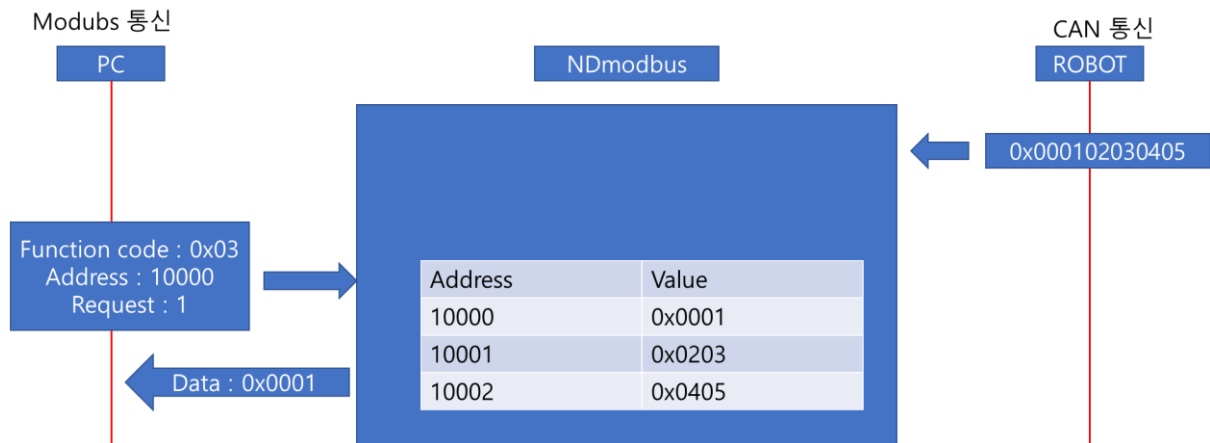 Modubs 통신
PC
NDmodbus
CAN 통신
ROBOT
0x000102030405
Function code : 0x03
Address : 10000
Request : 1
Address Value
10000 0x0001
10001 0x0203
10002 0x0405
Data : 0x0001